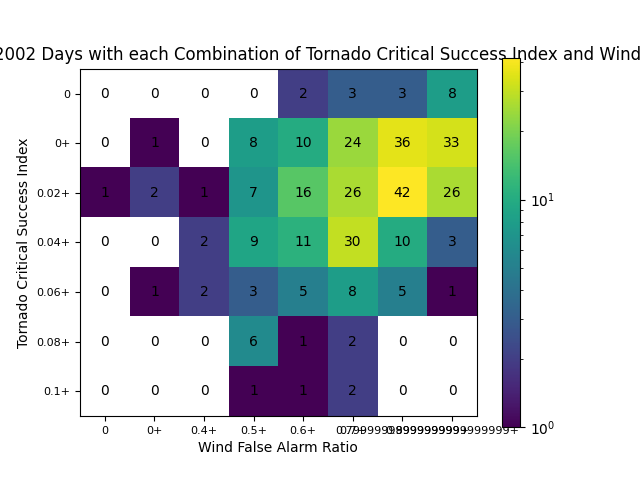 2002 Days with each Combination of Tornado Critical Success Index and Wind
Tornado Critical Success Index
0 0 0 0 0 2 3 3 8
0+ 0 1 0 8 10 24 36 33
0.02+ 1 2 1 7 16 26 42 26
0.04+ 0 0 2 9 11 30 10 3
0.06+ 0 1 2 3 5 8 5 1
0.08+ 0 0 0 6 1 2 0 0
0.1+ 0 0 0 1 1 2 0 0
0 0+ 0.4+ 0.5+ 0.6+
Wind False Alarm Ratio
10¹
10⁰